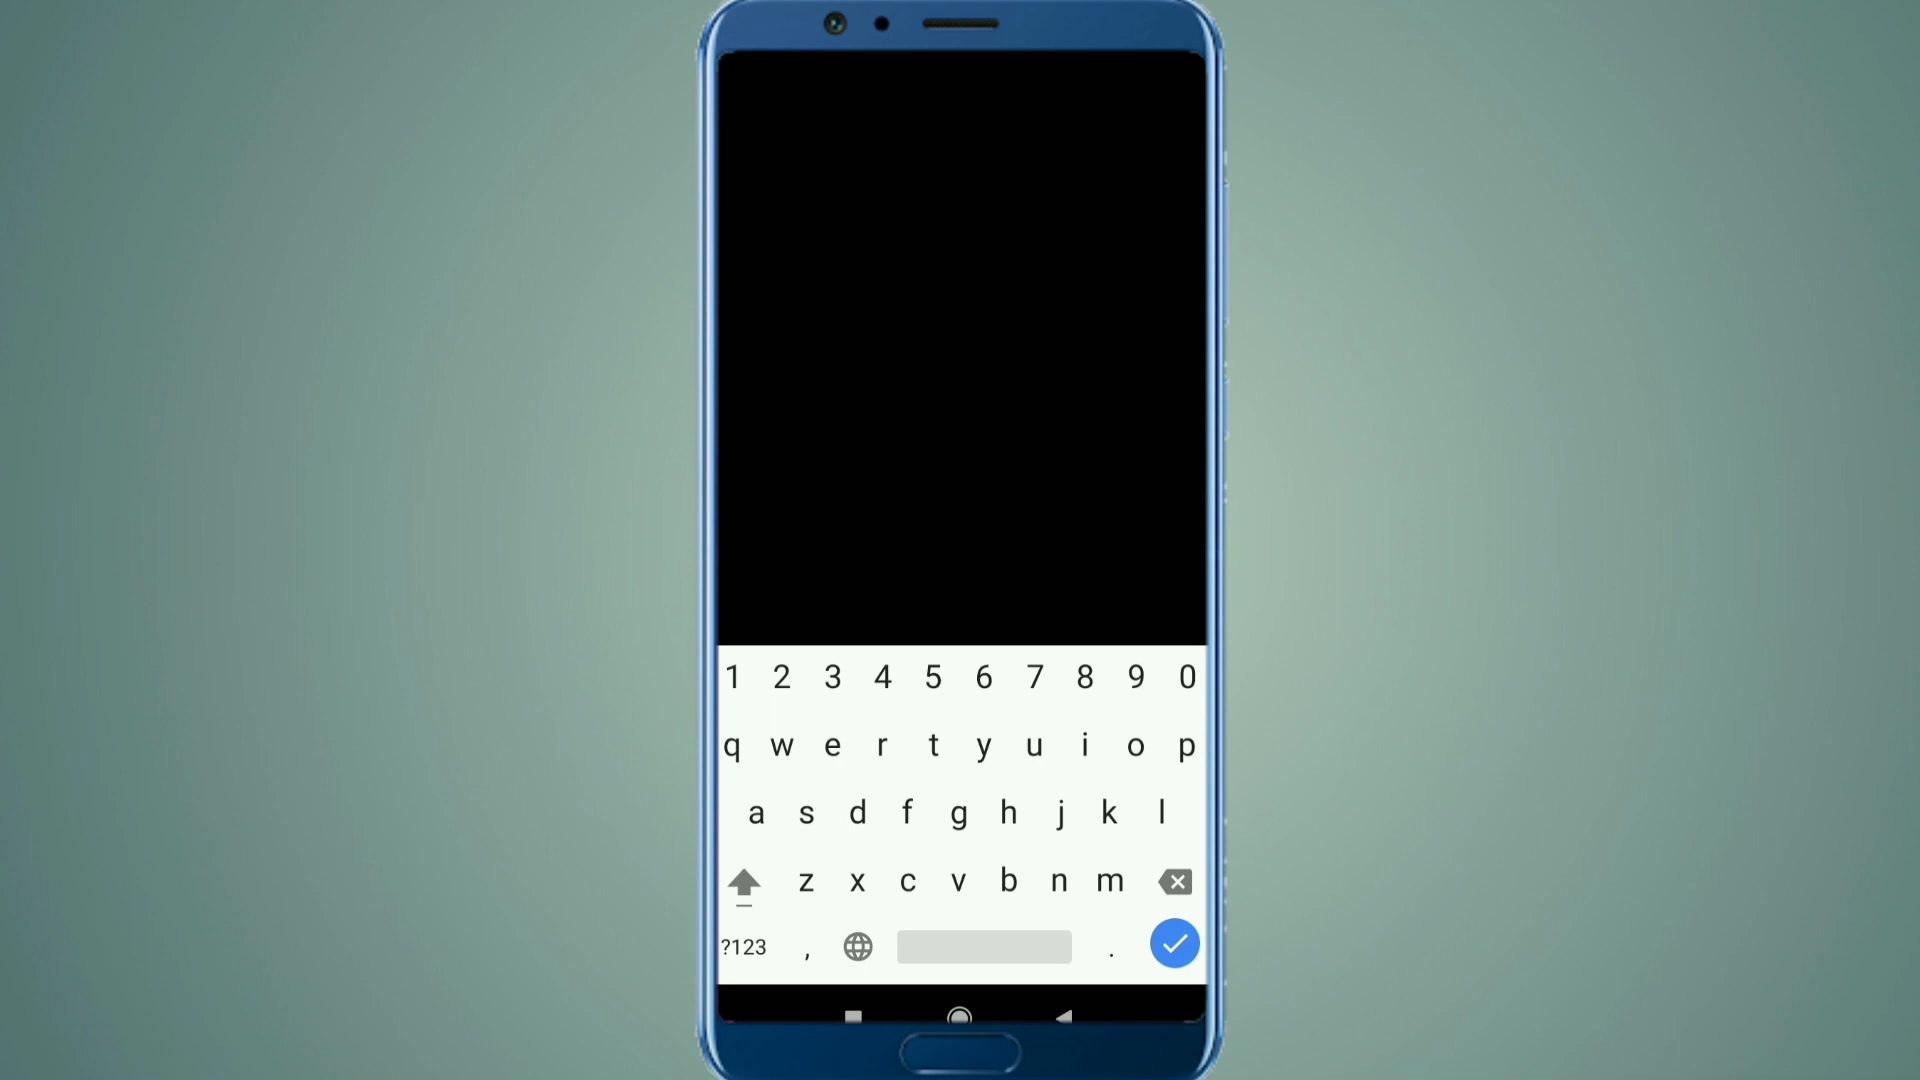 1 2 3 4 5 6 7 8 9 0
q w e r t y u i o p
a s d f g h j k l
z x c v b n m
?123 , .